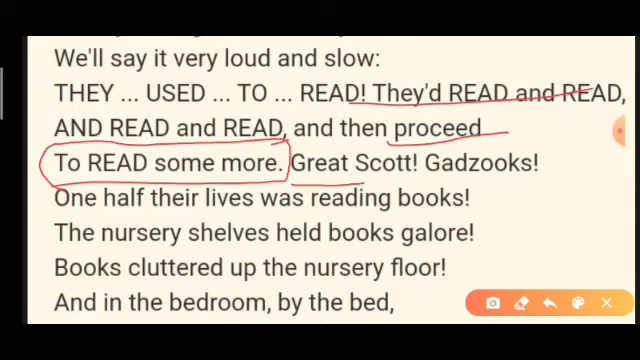 We'll say it very loud and slow:
THEY ... USED ... TO ... READ! They'd READ and READ,
AND READ and READ, and then proceed
To READ some more. Great Scott! Gadzooks!
One half their lives was reading books!
The nursery shelves held books galore!
Books cluttered up the nursery floor!
And in the bedroom, by the bed,